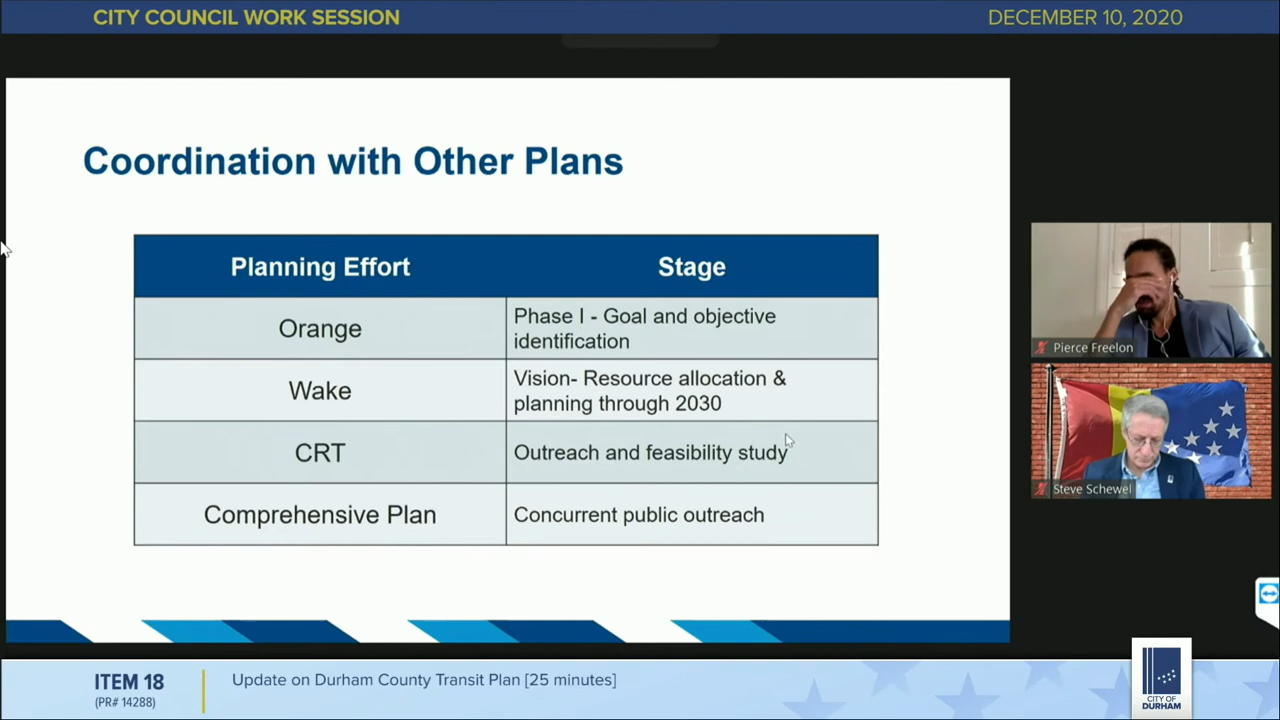 CITY COUNCIL WORK SESSION
DECEMBER 10, 2020
Coordination with Other Plans
Planning Effort
Stage
Orange
Phase I - Goal and objective
identification
Wake
Vision- Resource allocation &
planning through 2030
CRT
Outreach and feasibility study
Comprehensive Plan
Concurrent public outreach
Pierce Freelon
Steve Schewel
ITEM 18
(PR# 14288)
Update on Durham County Transit Plan [25 minutes]
CITY OF
DURHAM